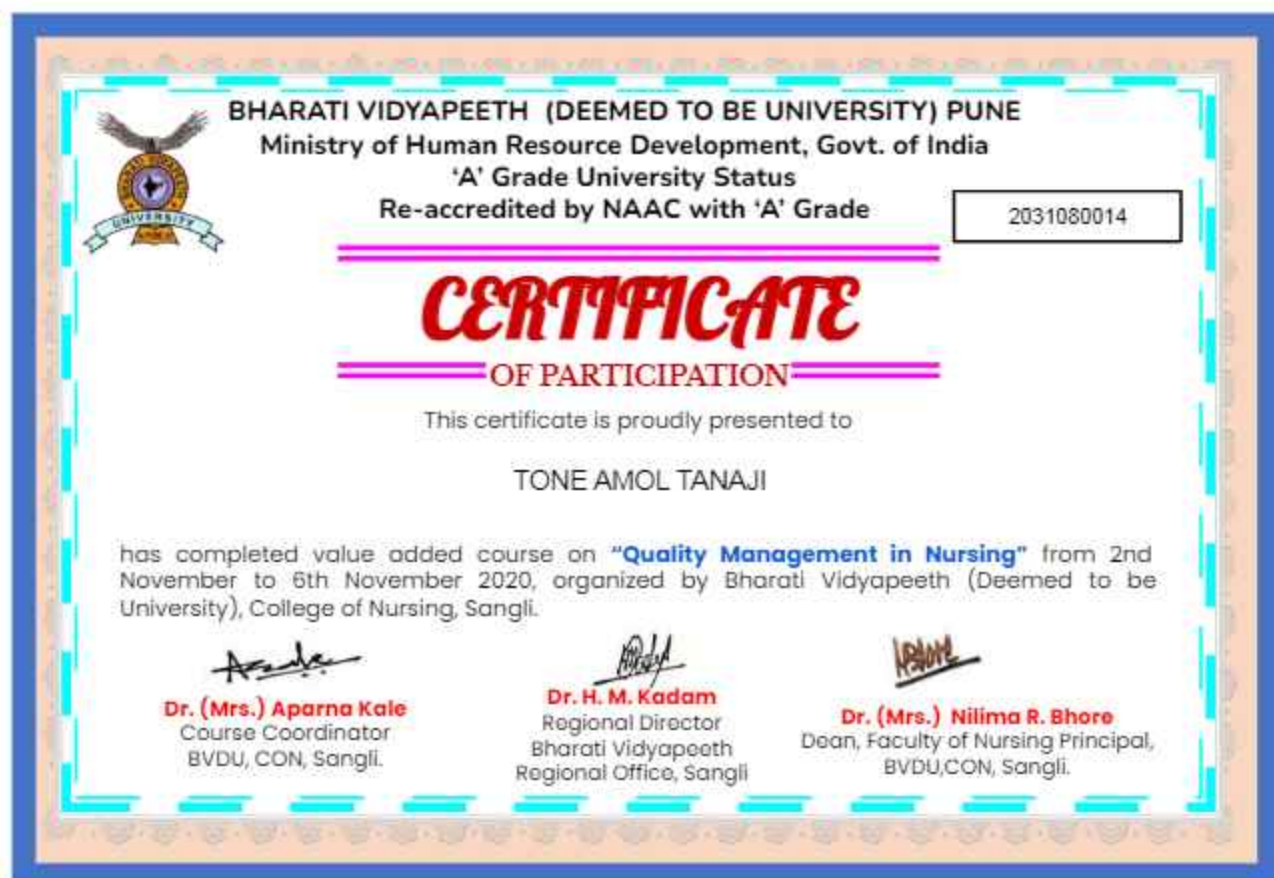 BHARATI VIDYAPEETH (DEEMED TO BE UNIVERSITY) PUNE
Ministry of Human Resource Development, Govt. of India
‘A’ Grade University Status
Re-accredited by NAAC with ‘A’ Grade
2031080014
BHARATI VIDYAPEETH
UNIVERSITY
CERTIFICATE
OF PARTICIPATION
This certificate is proudly presented to
TONE AMOL TANAJI
has completed value added course on “Quality Management in Nursing” from 2nd
November to 6th November 2020, organized by Bharati Vidyapeeth (Deemed to be
University), College of Nursing, Sangli.
Dr. (Mrs.) Aparna Kale
Course Coordinator
BVDU, CON, Sangli.
Dr. H. M. Kadam
Regional Director
Bharati Vidyapeeth
Regional Office, Sangli
Dr. (Mrs.) Nilima R. Bhore
Dean, Faculty of Nursing Principal,
BVDU,CON, Sangli.